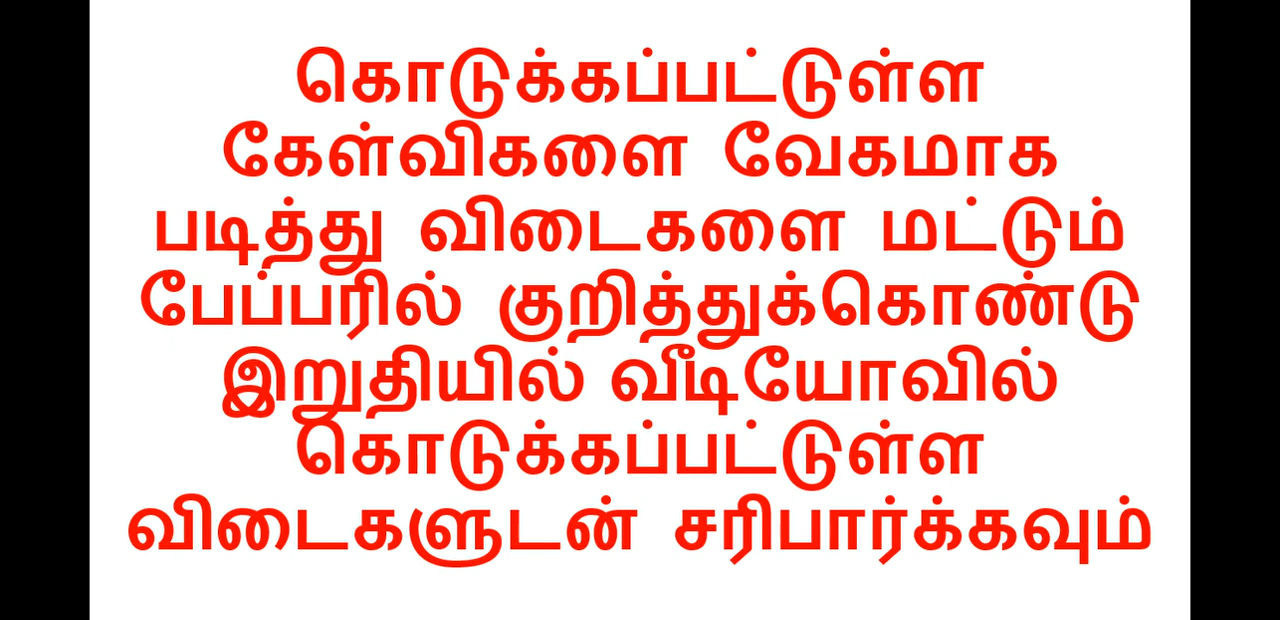 கொடுக்கப்பட்டுள்ள
கேள்விகளை வேகமாக
படித்து விடைகளை மட்டும்
பேப்பரில் குறித்துக்கொண்டு
இறுதியில் வீடியோவில்
கொடுக்கப்பட்டுள்ள
விடைகளுடன் சரிபார்க்கவும்